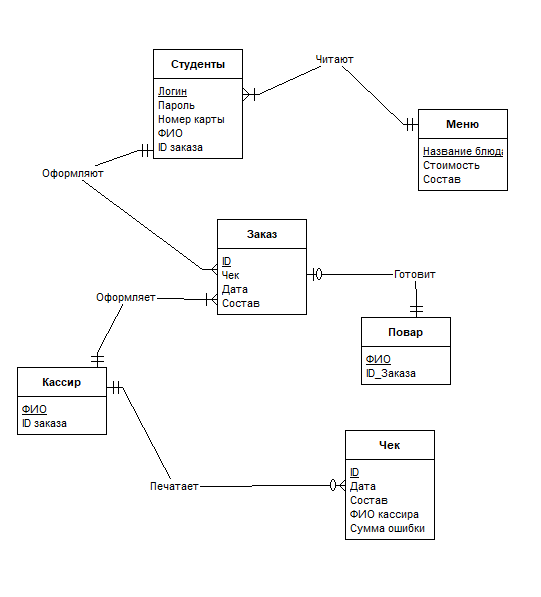 Читают
Студенты
Логин
Пароль
Номер карты
ФИО
ID заказа
Меню
Название блюда
Стоимость
Состав
Оформляют
Заказ
ID
Чек
Дата
Состав
Готовит
Оформляет
Повар
ФИО
ID_Заказа
Кассир
ФИО
ID заказа
Чек
ID
Дата
Состав
ФИО кассира
Сумма ошибки
Печатает